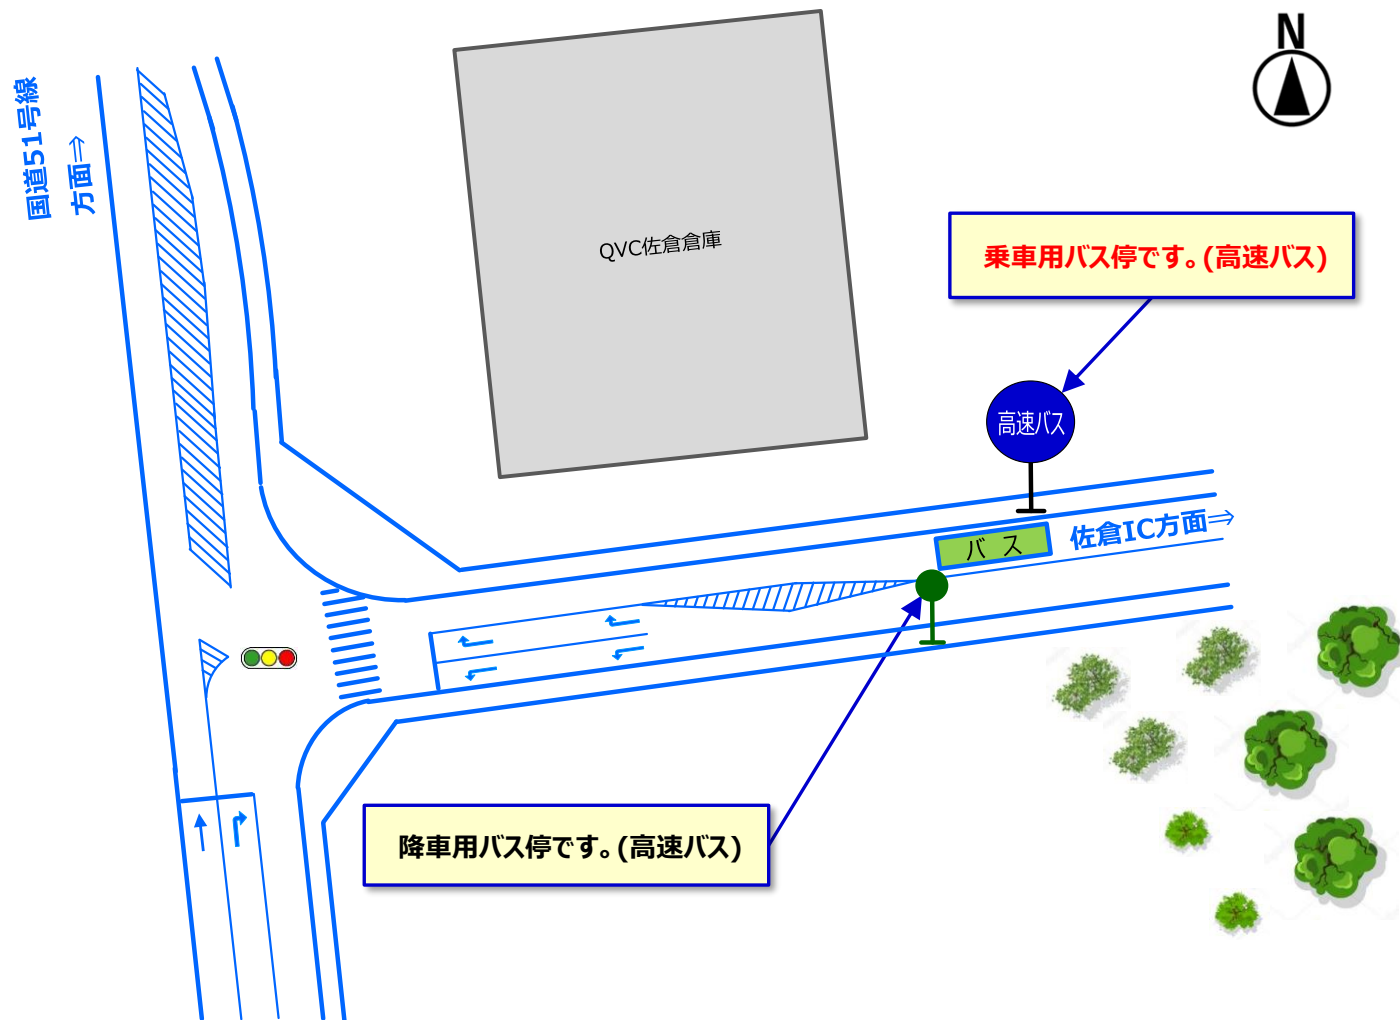 N
国道51号線
方面⇒
QVC佐倉倉庫
乗車用バス停です。(高速バス)
高速バス
バ ス
佐倉IC方面⇒
降車用バス停です。(高速バス)